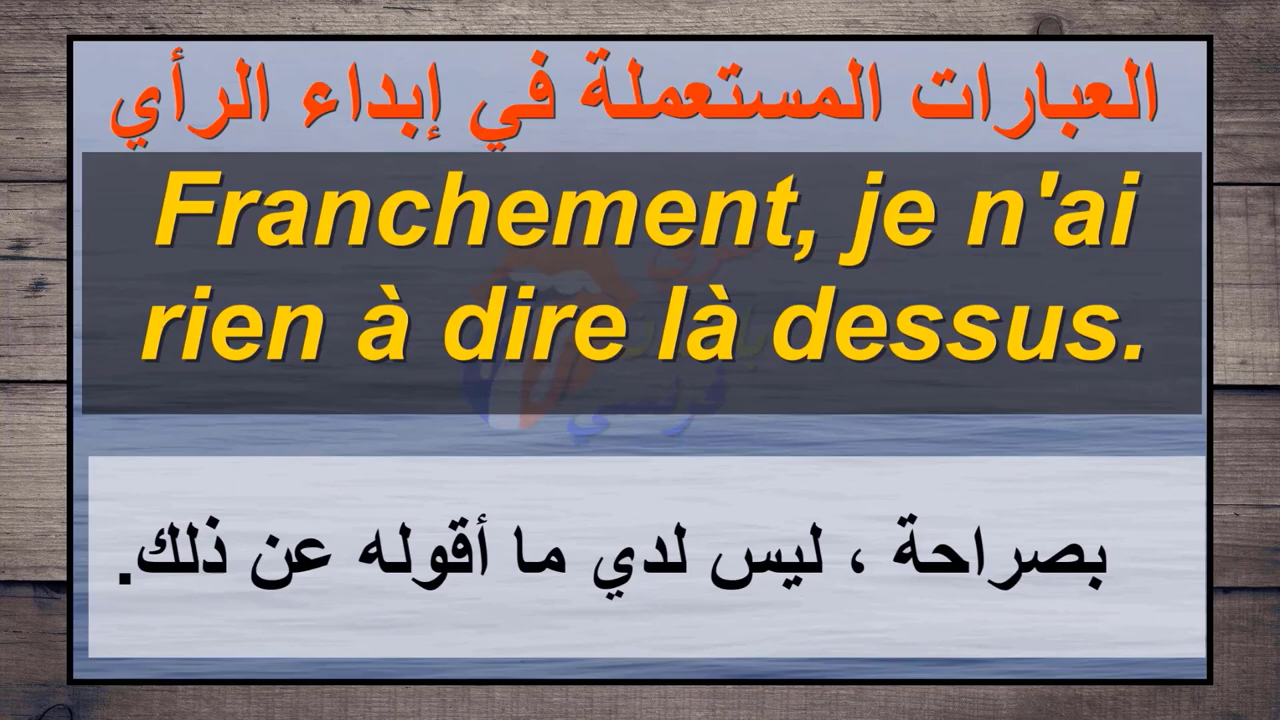 العبارات المستعملة في إبداء الرأي
Franchement, je n'ai
rien à dire là dessus.
بصراحة ، ليس لدي ما أقوله عن ذلك.